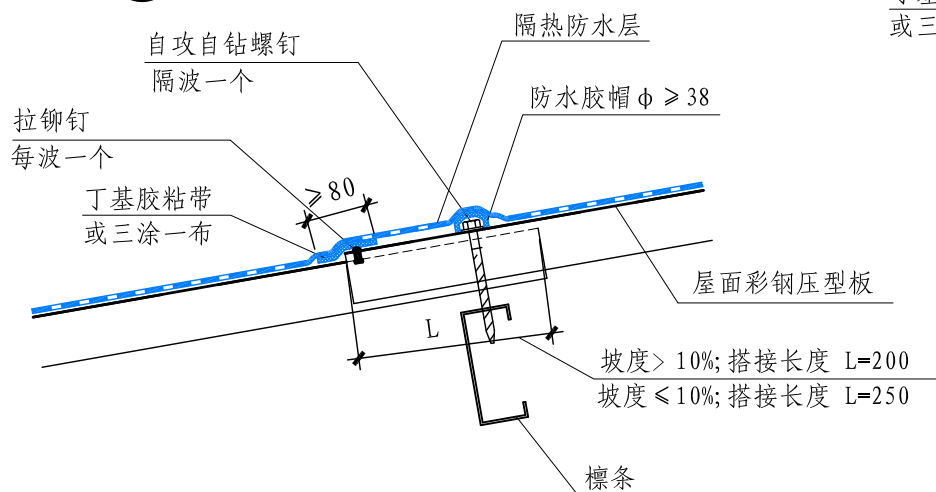 隔热防水层
或三
自攻自钻螺钉
隔波一个
防水胶帽φ≥38
拉铆钉
每波一个
≥80
丁基胶粘带
或三涂一布
屋面彩钢压型板
L
坡度>10%;搭接长度 L=200
坡度≤10%;搭接长度 L=250
檩条